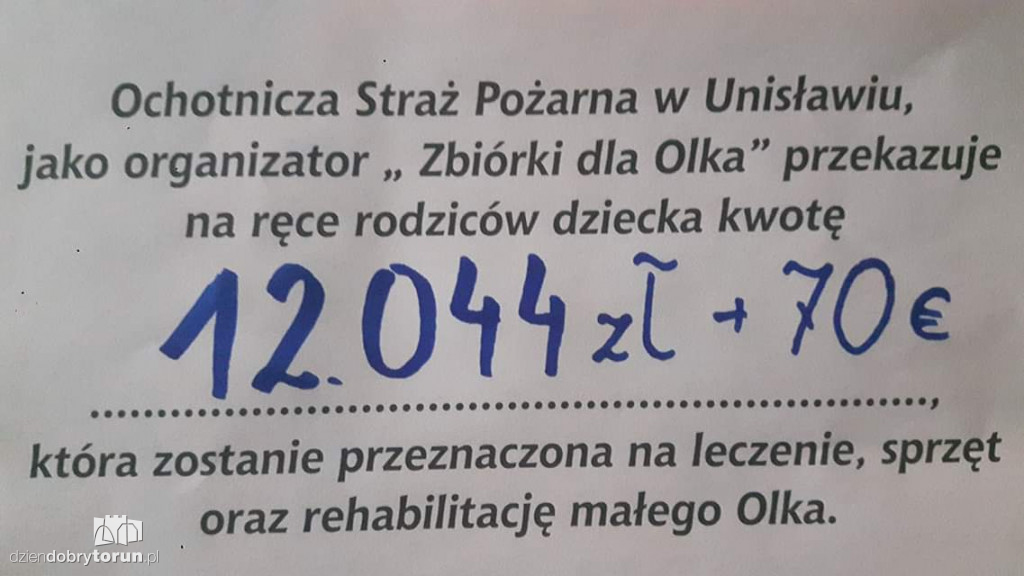 Ochotnicza Straż Pożarna w Unisławiu,
jako organizator „ Zbiórki dla Olka” przekazuje
na ręce rodziców dziecka kwotę
12.044 zł + 70 €
......................................................................,
która zostanie przeznaczona na leczenie, sprzęt
oraz rehabilitację małego Olka.
dziendobrytorun.pl